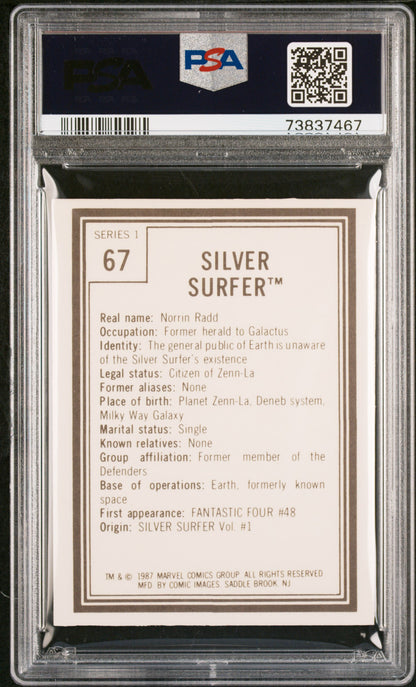 PSA
PSA
73837467
SERIES 1
67
SILVER
SURFER™
Real name: Norrin Radd
Occupation: Former herald to Galactus
Identity: The general public of Earth is unaware
of the Silver Surfer's existence
Legal status: Citizen of Zenn-La
Former aliases: None
Place of birth: Planet Zenn-La, Deneb system,
Milky Way Galaxy
Marital status: Single
Known relatives: None
Group affiliation: Former member of the
Defenders
Base of operations: Earth, formerly known
space
First appearance: FANTASTIC FOUR #48
Origin: SILVER SURFER Vol. #1
TM & © 1987 MARVEL COMICS GROUP. ALL RIGHTS RESERVED
MFD. BY COMIC IMAGES. SADDLE BROOK, NJ